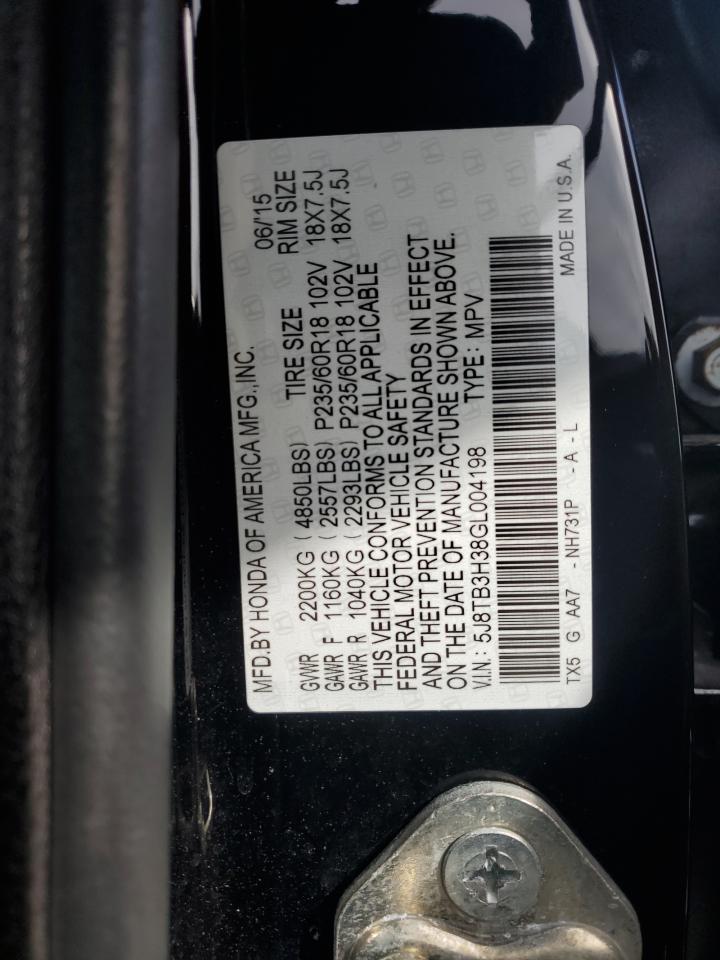 MFD.BY HONDA OF AMERICA MFG.,INC. 06/'15
TIRE SIZE RIM SIZE
GVWR 2200KG ( 4850LBS)
GAWR F 1160KG ( 2557LBS) P235/60R18 102V 18X7.5J
GAWR R 1040KG ( 2293LBS) P235/60R18 102V 18X7.5J
THIS VEHICLE CONFORMS TO ALL APPLICABLE
FEDERAL MOTOR VEHICLE SAFETY
AND THEFT PREVENTION STANDARDS IN EFFECT
ON THE DATE OF MANUFACTURE SHOWN ABOVE.
V.I.N.: 5J8TB3H38GL004198 TYPE: MPV
TX5 G AA7 - NH731P - A - L MADE IN U.S.A.